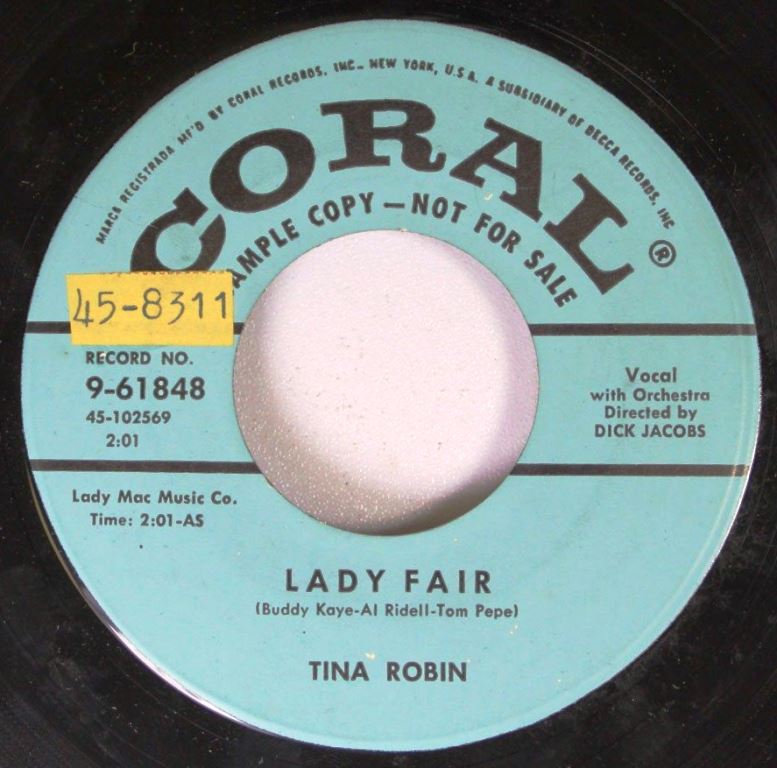 MARCA REGISTRADA MF'D BY CORAL RECORDS, INC. NEW YORK, U.S.A. A SUBSIDIARY OF DECCA RECORDS, INC
CORAL®
AMPLE COPY—NOT FOR SALE
45-8311
RECORD NO.
9-61848
45-102569
2:01
Vocal
with Orchestra
Directed by
DICK JACOBS
Lady Mac Music Co.
Time: 2:01-AS
LADY FAIR
(Buddy Kaye-Al Ridell-Tom Pepe)
TINA ROBIN